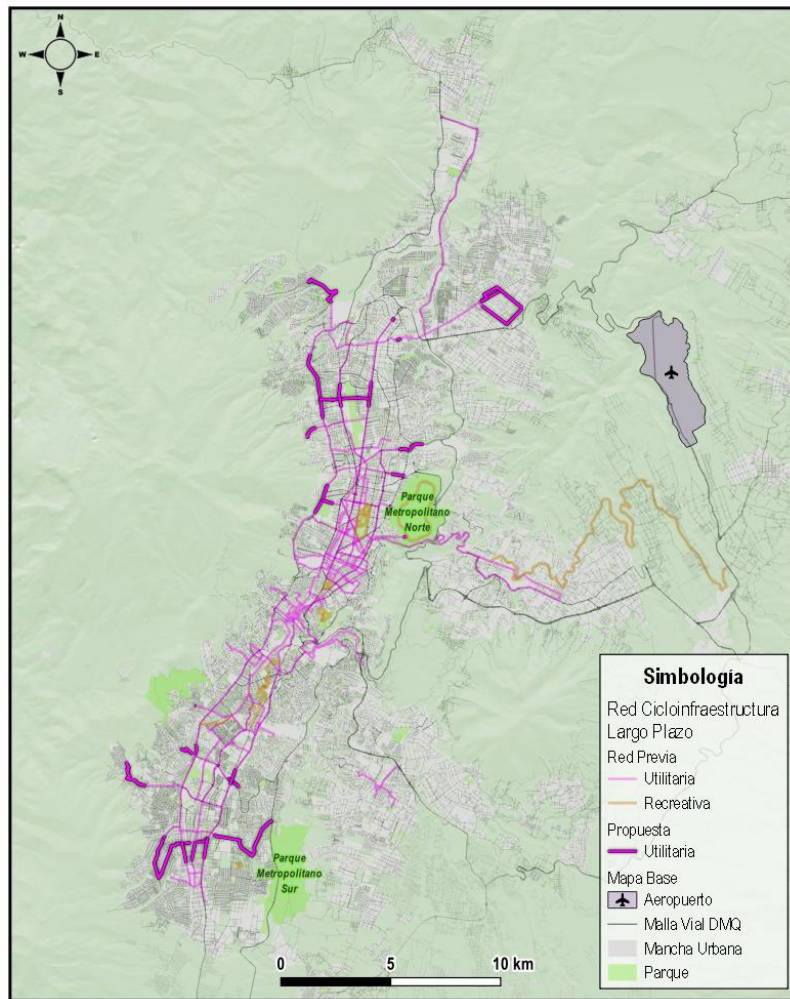 N
W E
S
Parque
Metropolitano
Norte
Parque
Metropolitano
Sur
Simbología
Red Cicloinfraestructura
Largo Plazo
Red Previa
Utilitaria
Recreativa
Propuesta
Utilitaria
Mapa Base
Aeropuerto
Malla Vial DMQ
Mancha Urbana
Parque
0 5 10 km